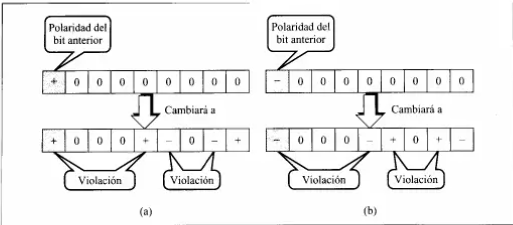 Polaridad del bit anterior
Polaridad del bit anterior
+ 0 0 0 0 0 0 0 0
− 0 0 0 0 0 0 0 0
Cambiará a
Cambiará a
+ 0 0 0 + − 0 − +
− 0 0 0 − + 0 + −
Violación
Violación
Violación
Violación
(a)
(b)